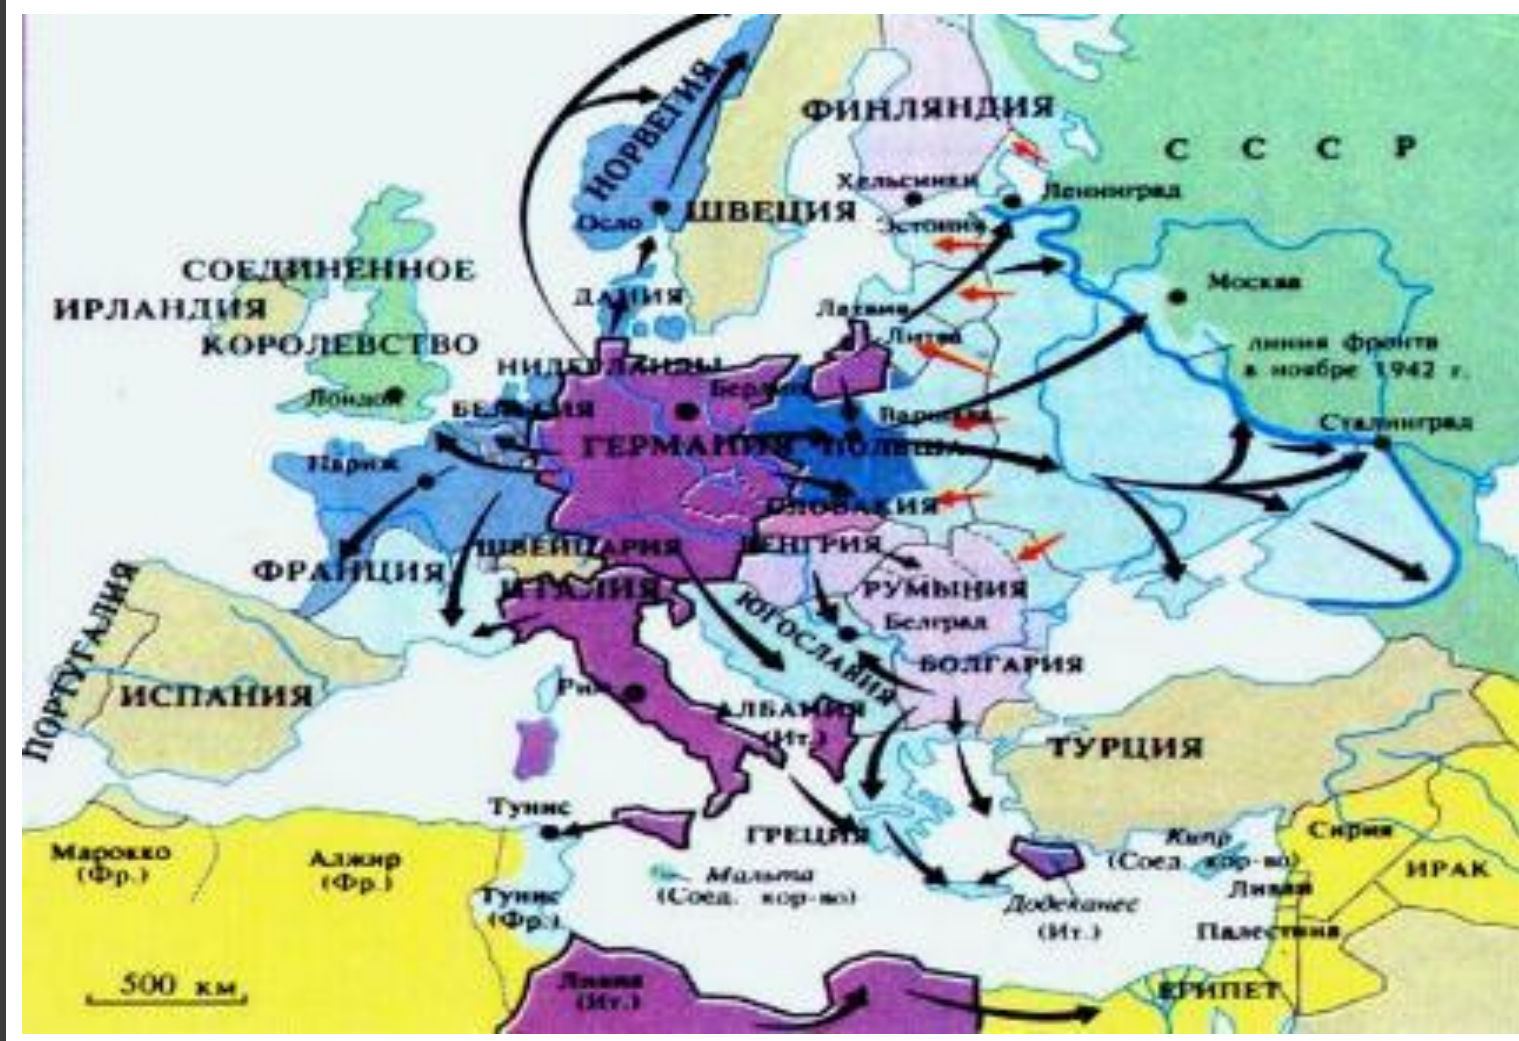 НОРВЕГИЯ
ФИНЛЯНДИЯ
С С С Р
Хельсинки
Ленинград
Осло
ШВЕЦИЯ
Эстония
СОЕДИНЕННОЕ
КОРОЛЕВСТВО
ИРЛАНДИЯ
ДАНИЯ
Москва
Латвия
Литва
линия фронта
в ноябре 1942 г.
НИДЕРЛАНДЫ
Берлин
Лондон
БЕЛЬГИЯ
Варшава
Сталинград
ГЕРМАНИЯ
ПОЛЬША
Париж
СЛОВАКИЯ
ФРАНЦИЯ
ШВЕЙЦАРИЯ
ВЕНГРИЯ
ИТАЛИЯ
РУМЫНИЯ
ЮГОСЛАВИЯ
Белград
ПОРТУГАЛИЯ
ИСПАНИЯ
БОЛГАРИЯ
Рим
АЛБАНИЯ
(Ит.)
ТУРЦИЯ
Тунис
ГРЕЦИЯ
Кипр
(Соед. кор-во)
Сирия
Марокко
(Фр.)
Алжир
(Фр.)
Мальта
(Соед. кор-во)
ИРАК
Ливан
Тунис
(Фр.)
Додеканес
(Ит.)
Палестина
500 км
Ливия
(Ит.)
ЕГИПЕТ